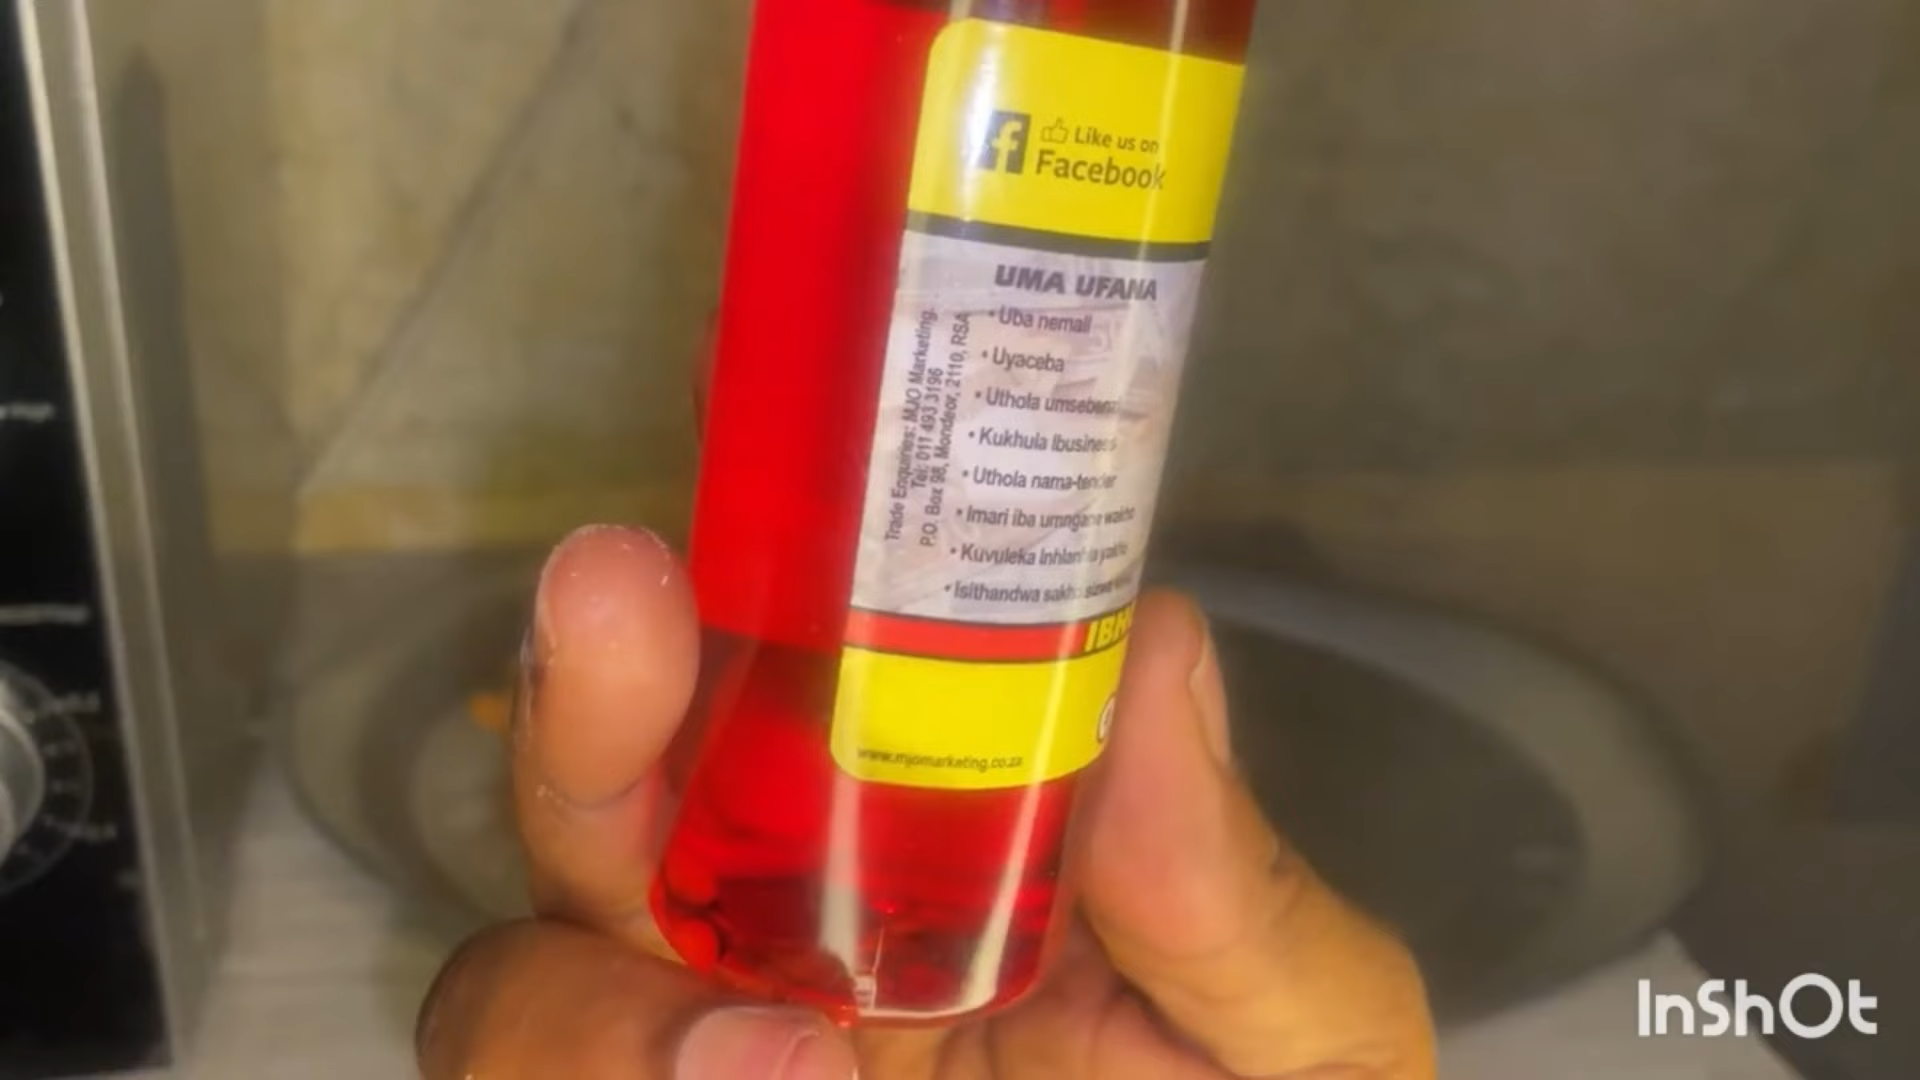 Like us on
Facebook
UMA UFANA
• Uba nemali
• Uyaceba
• Uthola umsebenzi
• Kukhula Ibusiness
• Uthola nama-tender
• Imari iba umngane wakho
• Kuvuleka Inhlanhla yakho
• Isithandwa sakho
Trade Enquiries: MJO Marketing.
Tel: 011 493 3196
P.O. Box 98, Mondeor, 2110, RSA
www.mjomarketing.co.za
InShOt